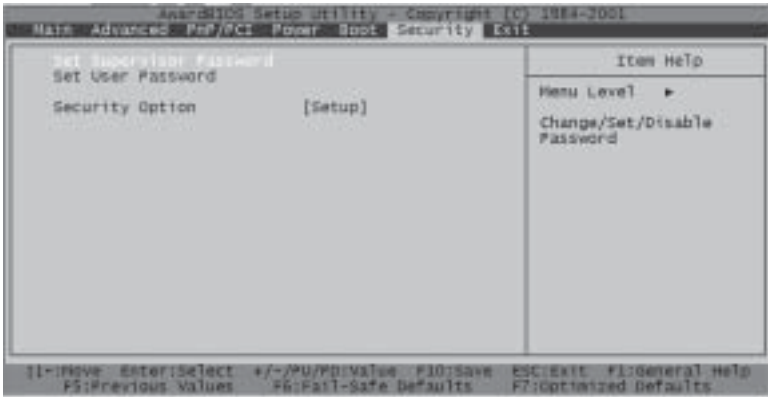 AwardBIOS Setup Utility - Copyright (C) 1984-2001
Main Advanced PnP/PCI Power Boot Security Exit
Set Supervisor Password
Set User Password
Security Option [Setup]
Item Help
Menu Level ►
Change/Set/Disable
Password
:Move Enter:Select +/-/PU/PD:Value F10:Save ESC:Exit F1:General Help
F5:Previous Values F6:Fail-Safe Defaults F7:Optimized Defaults